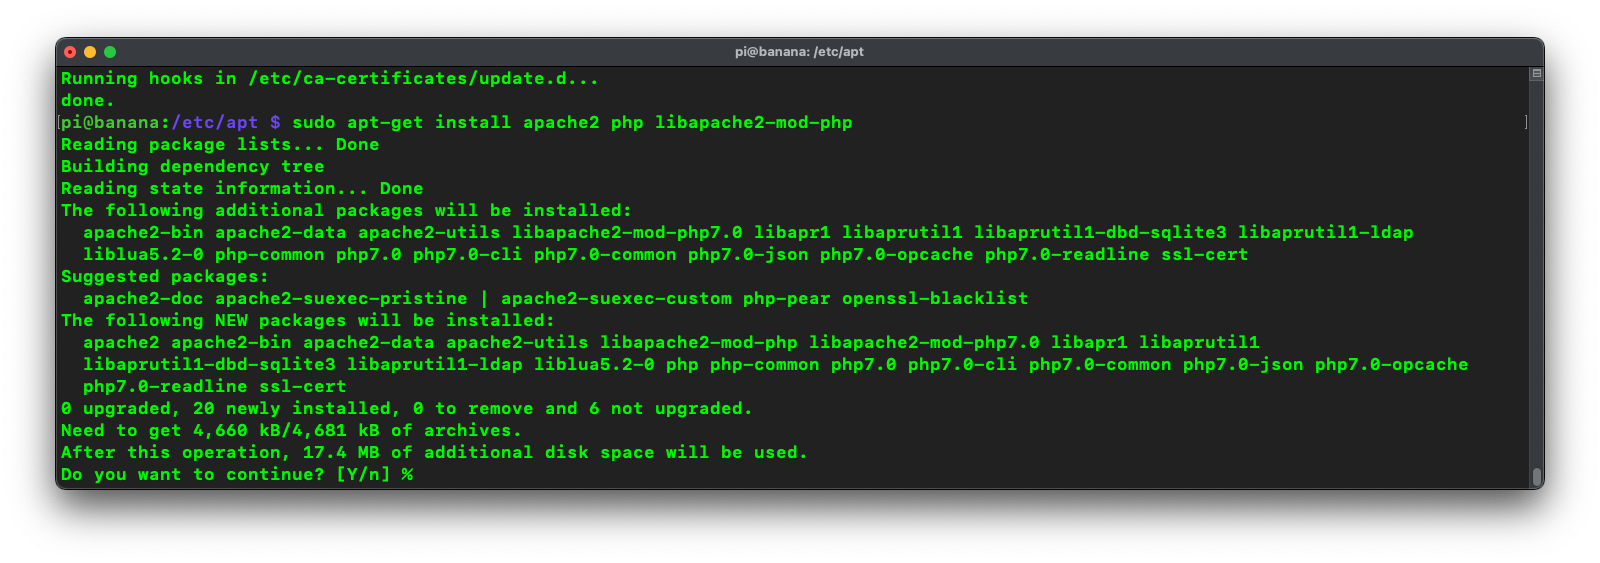 pi@banana: /etc/apt
Running hooks in /etc/ca-certificates/update.d...
done.
[pi@banana:/etc/apt $ sudo apt-get install apache2 php libapache2-mod-php ]
Reading package lists... Done
Building dependency tree
Reading state information... Done
The following additional packages will be installed:
  apache2-bin apache2-data apache2-utils libapache2-mod-php7.0 libapr1 libaprutil1 libaprutil1-dbd-sqlite3 libaprutil1-ldap
  liblua5.2-0 php-common php7.0 php7.0-cli php7.0-common php7.0-json php7.0-opcache php7.0-readline ssl-cert
Suggested packages:
  apache2-doc apache2-suexec-pristine | apache2-suexec-custom php-pear openssl-blacklist
The following NEW packages will be installed:
  apache2 apache2-bin apache2-data apache2-utils libapache2-mod-php libapache2-mod-php7.0 libapr1 libaprutil1
  libaprutil1-dbd-sqlite3 libaprutil1-ldap liblua5.2-0 php php-common php7.0 php7.0-cli php7.0-common php7.0-json php7.0-opcache
  php7.0-readline ssl-cert
0 upgraded, 20 newly installed, 0 to remove and 6 not upgraded.
Need to get 4,660 kB/4,681 kB of archives.
After this operation, 17.4 MB of additional disk space will be used.
Do you want to continue? [Y/n] %